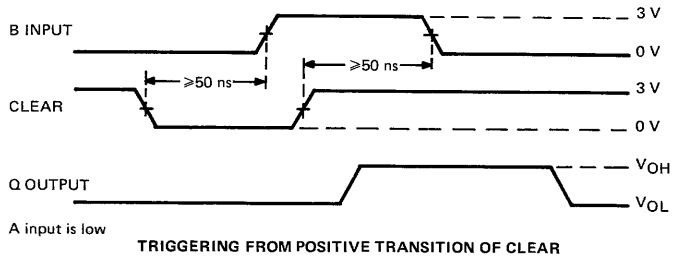 B INPUT
3 V
0 V
≥50 ns
≥50 ns
CLEAR
3 V
0 V
Q OUTPUT
VOH
VOL
A input is low
TRIGGERING FROM POSITIVE TRANSITION OF CLEAR